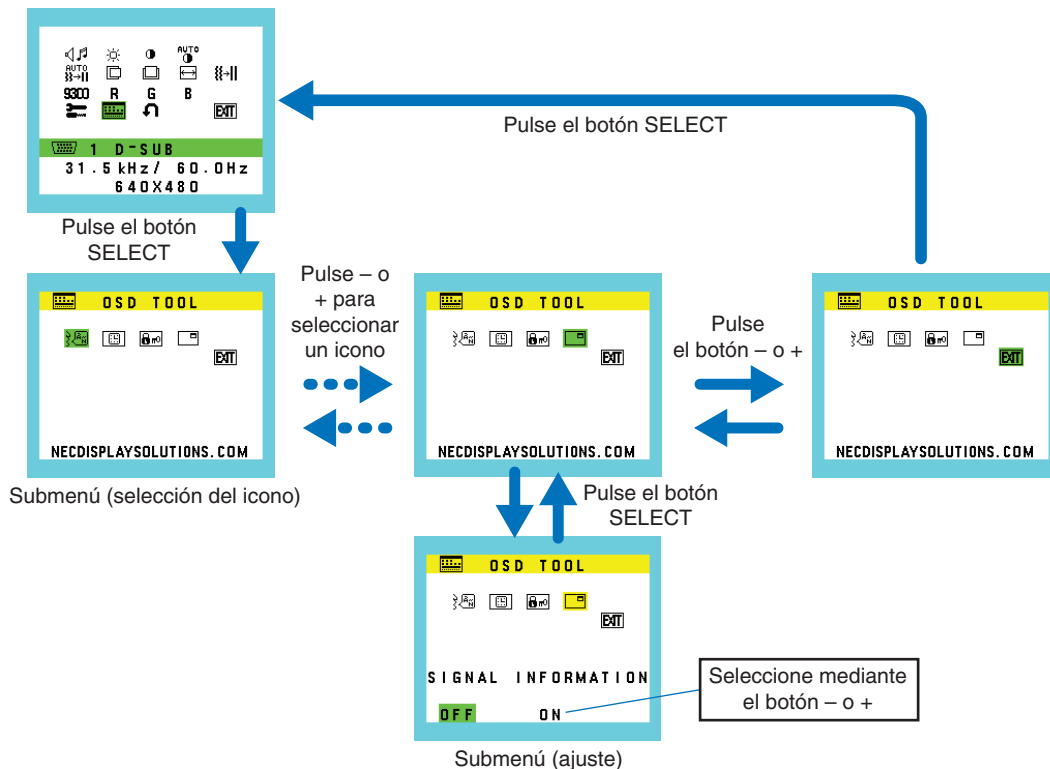 AUTO
AUTO
9300 R G B
EXIT
1 D-SUB
31.5 kHz/ 60.0Hz
640X480
Pulse el botón SELECT
Pulse el botón
SELECT
OSD TOOL
EXIT
NECDISPLAYSOLUTIONS.COM
Submenú (selección del icono)
Pulse – o
+ para
seleccionar
un icono
OSD TOOL
EXIT
NECDISPLAYSOLUTIONS.COM
Pulse
el botón – o +
OSD TOOL
EXIT
NECDISPLAYSOLUTIONS.COM
Pulse el botón
SELECT
OSD TOOL
EXIT
SIGNAL INFORMATION
OFF ON
Seleccione mediante
el botón – o +
Submenú (ajuste)